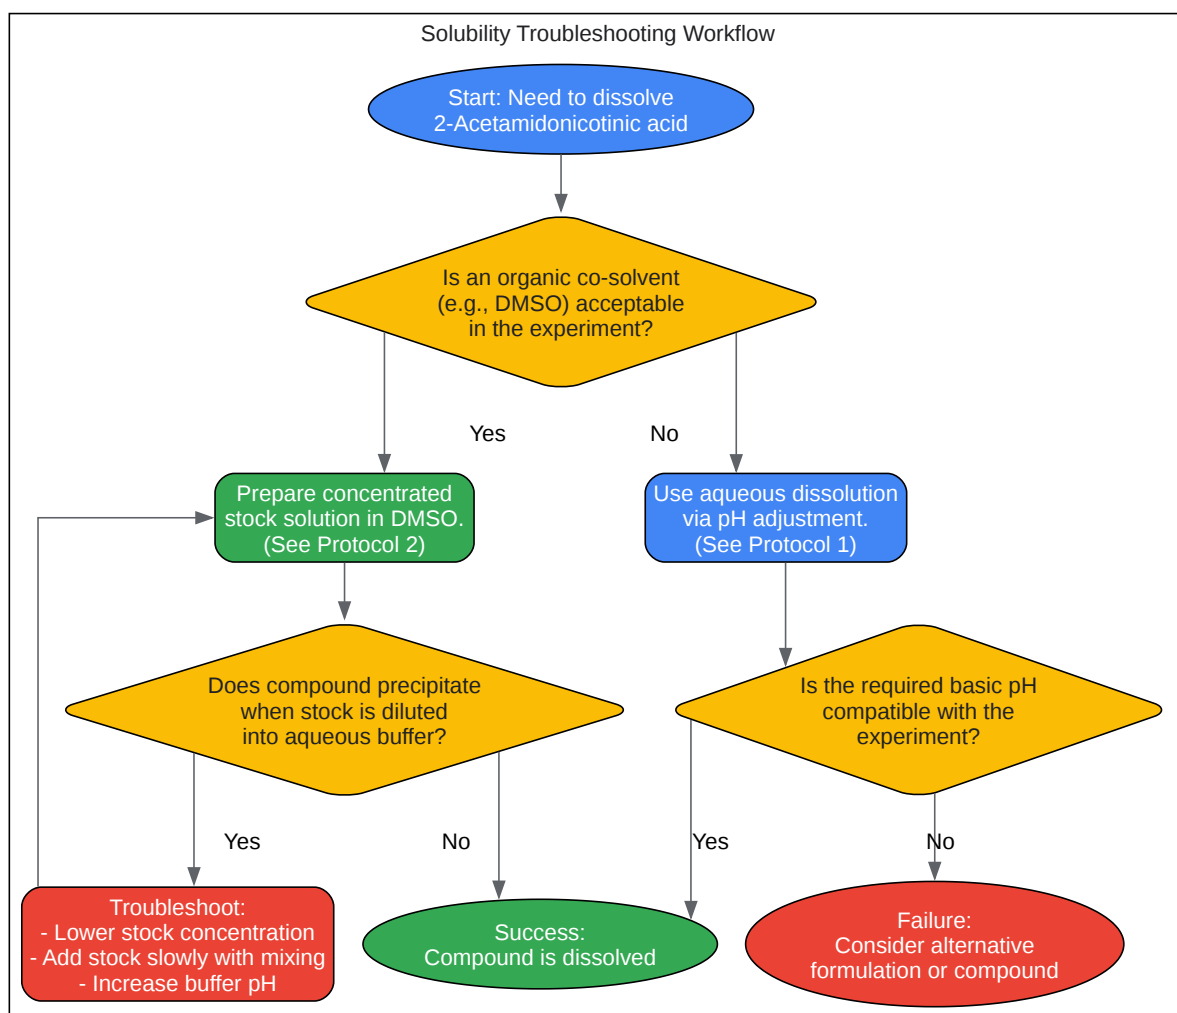 Solubility Troubleshooting Workflow
Start: Need to dissolve
2-Acetamidonicotinic acid
Is an organic co-solvent
(e.g., DMSO) acceptable
in the experiment?
Yes
No
Prepare concentrated
stock solution in DMSO.
(See Protocol 2)
Use aqueous dissolution
via pH adjustment.
(See Protocol 1)
Does compound precipitate
when stock is diluted
into aqueous buffer?
Is the required basic pH
compatible with the
experiment?
Yes
No
Yes
No
Troubleshoot:
- Lower stock concentration
- Add stock slowly with mixing
- Increase buffer pH
Success:
Compound is dissolved
Failure:
Consider alternative
formulation or compound